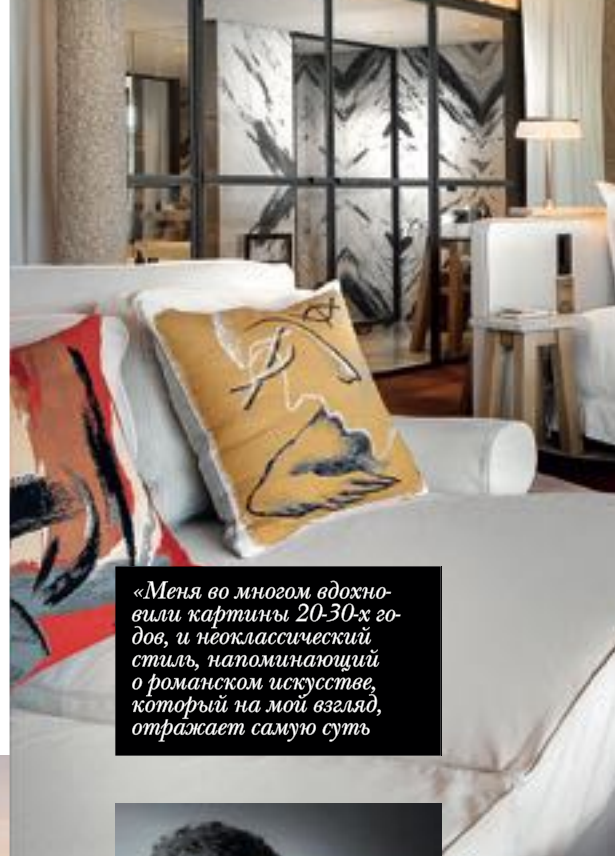 «Меня во многом вдохно-
вили картины 20-30-х го-
дов, и неоклассический
стиль, напоминающий
о романском искусстве,
который на мой взгляд,
отражает самую суть